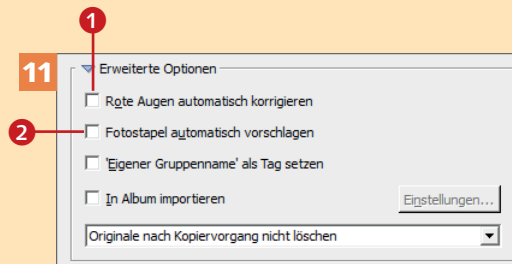 1
11
Erweiterte Optionen
Rote Augen automatisch korrigieren
2
Fotostapel automatisch vorschlagen
'Eigener Gruppenname' als Tag setzen
In Album importieren
Einstellungen...
Originale nach Kopiervorgang nicht löschen